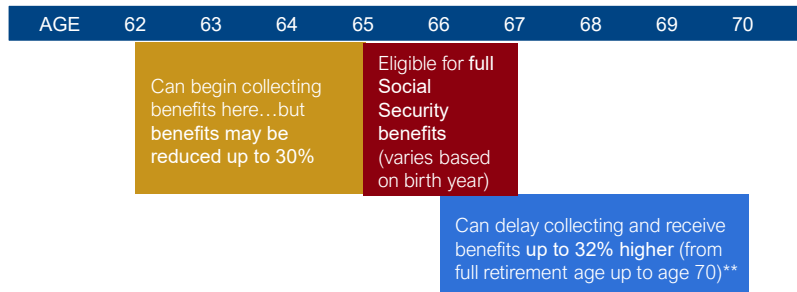 AGE 62 63 64 65 66 67 68 69 70
Can begin collecting
benefits here…but
benefits may be
reduced up to 30%
Eligible for full
Social
Security
benefits
(varies based
on birth year)
Can delay collecting and receive
benefits up to 32% higher (from
full retirement age up to age 70)**